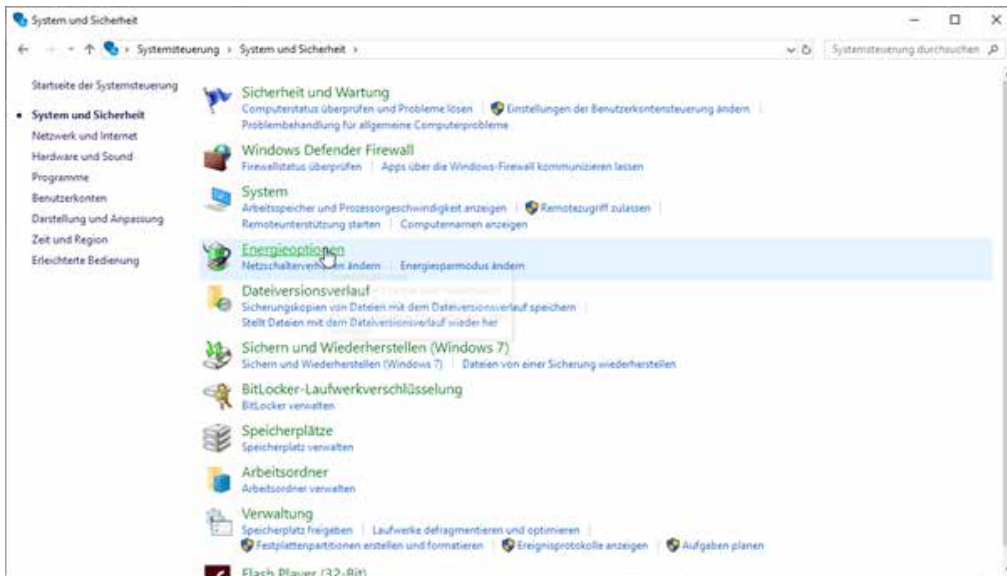 System und Sicherheit
Systemsteuerung › System und Sicherheit ›
Systemsteuerung durchsuchen
Startseite der Systemsteuerung
System und Sicherheit
Netzwerk und Internet
Hardware und Sound
Programme
Benutzerkonten
Darstellung und Anpassung
Zeit und Region
Erleichterte Bedienung
Sicherheit und Wartung
Computerstatus überprüfen und Probleme lösen | Einstellungen der Benutzerkontensteuerung ändern
Problembehandlung für allgemeine Computerprobleme
Windows Defender Firewall
Firewallstatus überprüfen | Apps über die Windows-Firewall kommunizieren lassen
System
Arbeitsspeicher und Prozessorgeschwindigkeit anzeigen | Remotezugriff zulassen
Remoteunterstützung starten | Computernamen anzeigen
Energieoptionen
Netzschalterverhalten ändern | Energiesparmodus ändern
Dateiversionsverlauf
Sicherungskopien von Dateien mit dem Dateiversionsverlauf speichern
Stellt Dateien mit dem Dateiversionsverlauf wieder her
Sichern und Wiederherstellen (Windows 7)
Sichern und Wiederherstellen (Windows 7) | Dateien von einer Sicherung wiederherstellen
BitLocker-Laufwerkverschlüsselung
BitLocker verwalten
Speicherplätze
Speicherplatz verwalten
Arbeitsordner
Arbeitsordner verwalten
Verwaltung
Speicherplatz freigeben | Laufwerke defragmentieren und optimieren
Festplattenpartitionen erstellen und formatieren | Ereignisprotokolle anzeigen | Aufgaben planen
Flash Player (32-Bit)